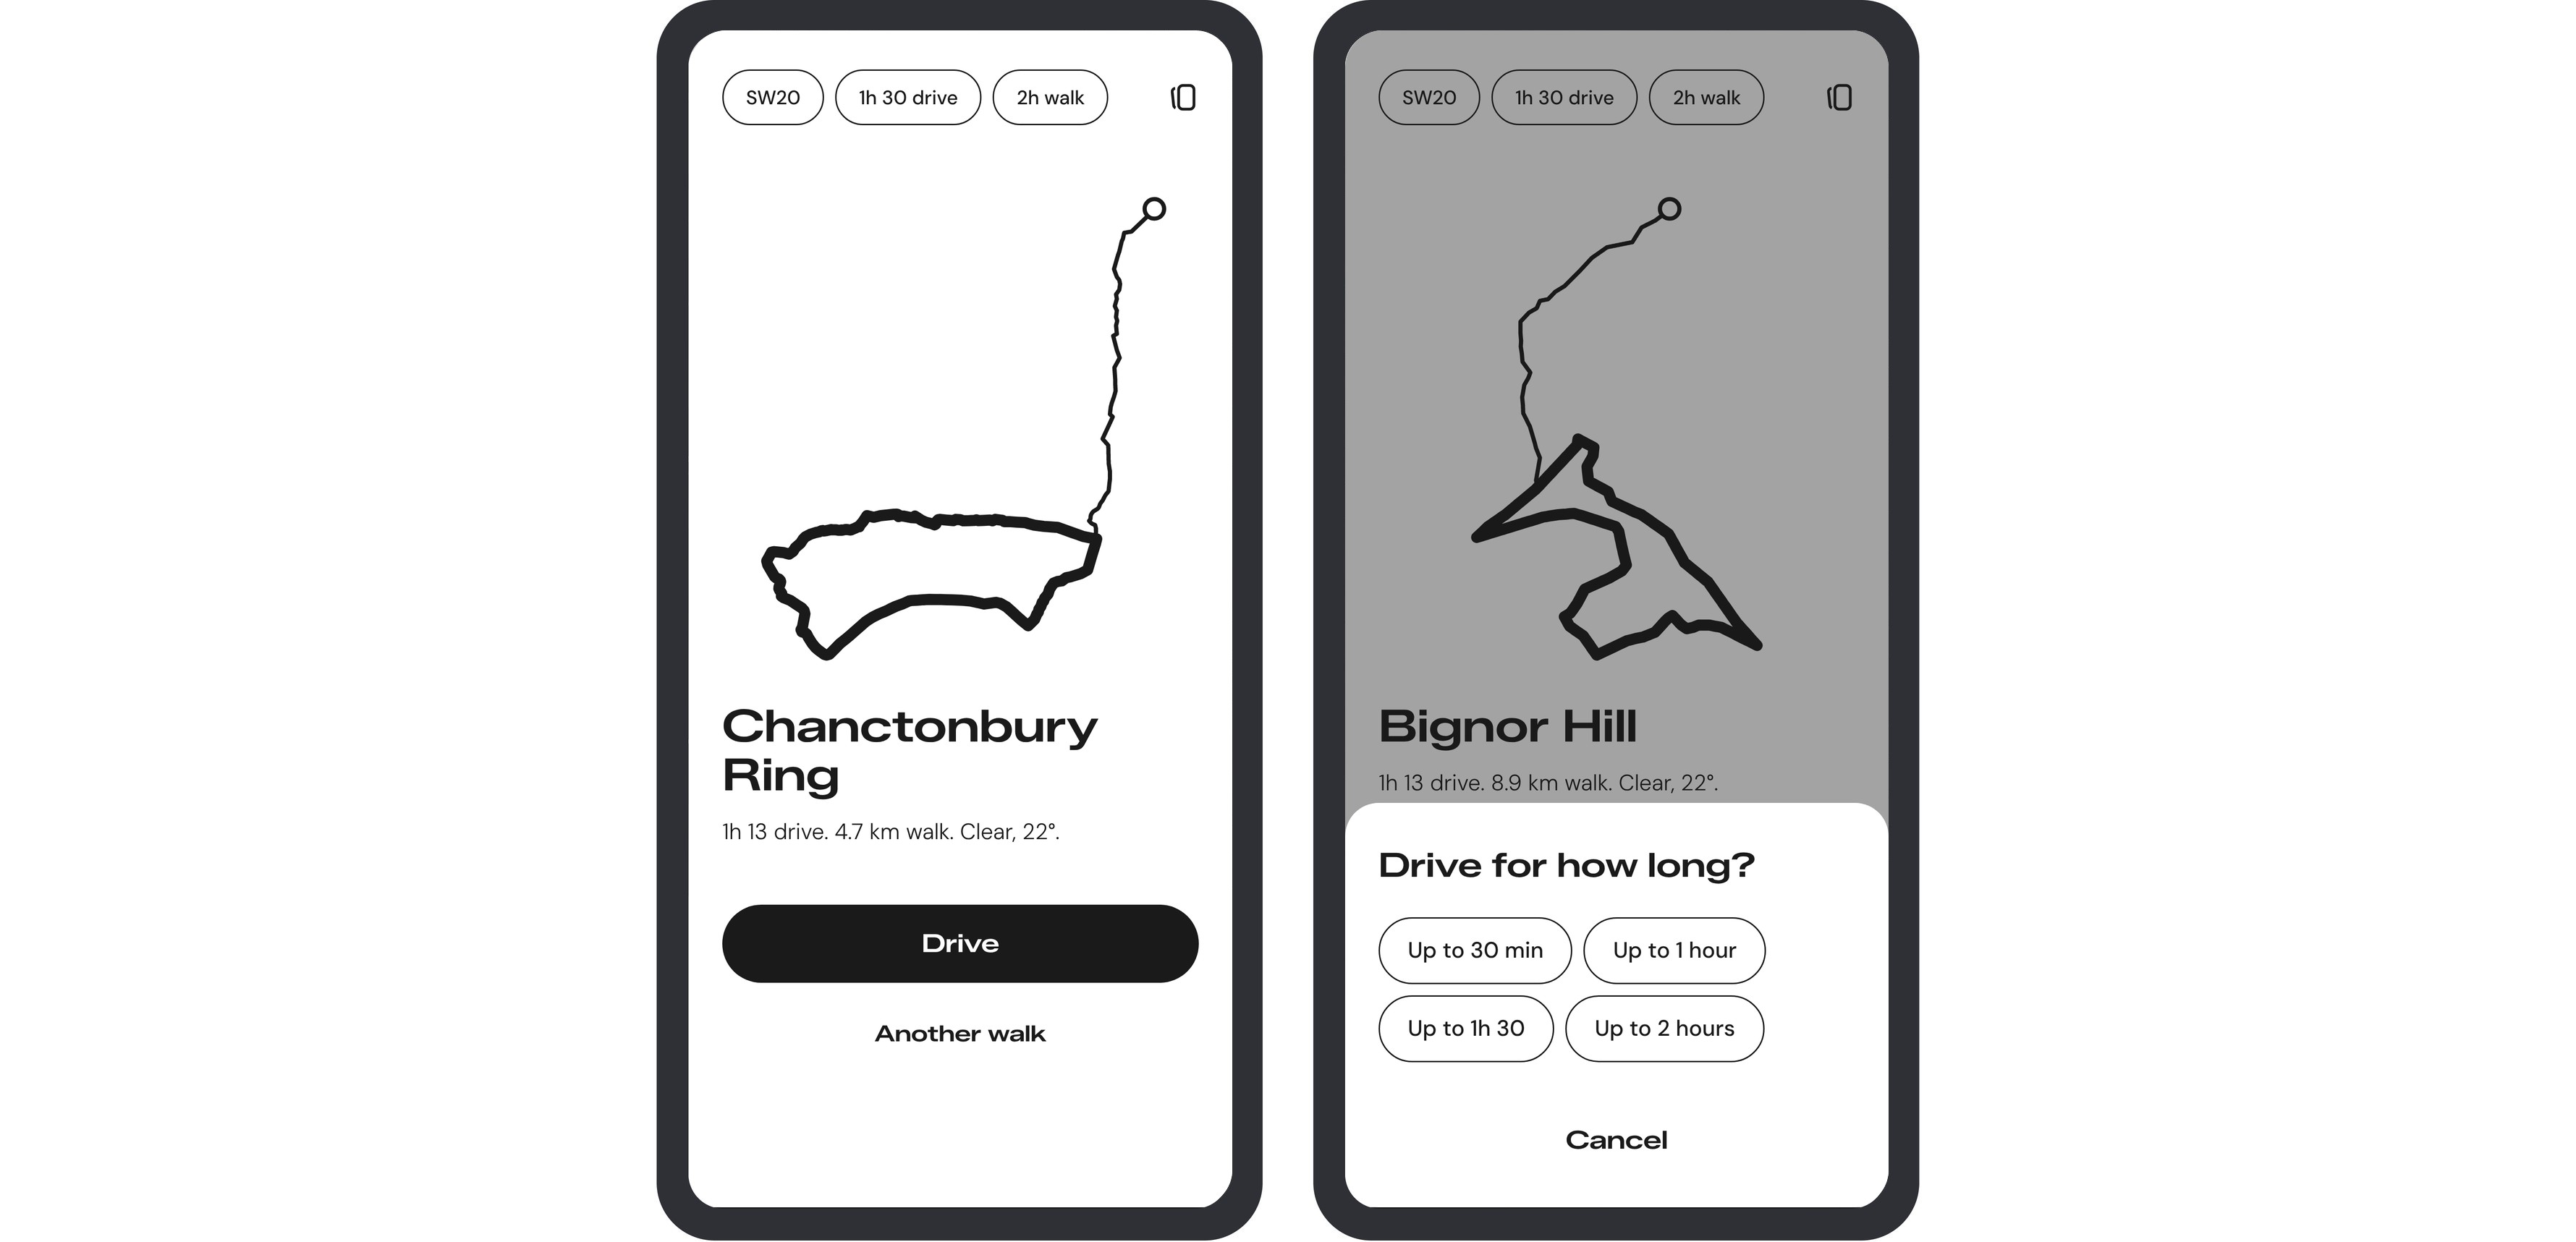 SW20 1h 30 drive 2h walk
Chanctonbury
Ring
1h 13 drive. 4.7 km walk. Clear, 22°.
Drive
Another walk
SW20 1h 30 drive 2h walk
Bignor Hill
1h 13 drive. 8.9 km walk. Clear, 22°.
Drive for how long?
Up to 30 min Up to 1 hour
Up to 1h 30 Up to 2 hours
Cancel